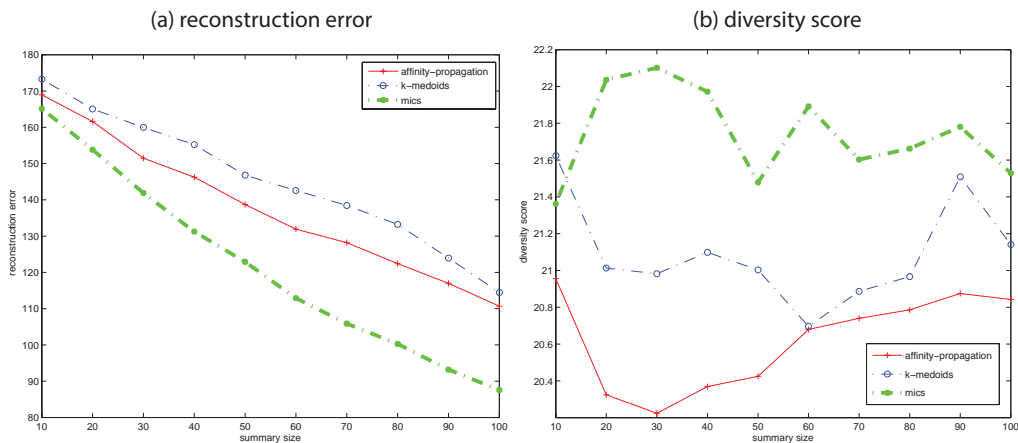 (a) reconstruction error
180
170
160
150
140
130
120
110
100
90
80
reconstruction error
10 20 30 40 50 60 70 80 90 100
summary size
affinity−propagation
k−medoids
mics
(b) diversity score
22.2
22
21.8
21.6
21.4
21.2
21
20.8
20.6
20.4
20.2
diversity score
10 20 30 40 50 60 70 80 90 100
summary size
affinity−propagation
k−medoids
mics